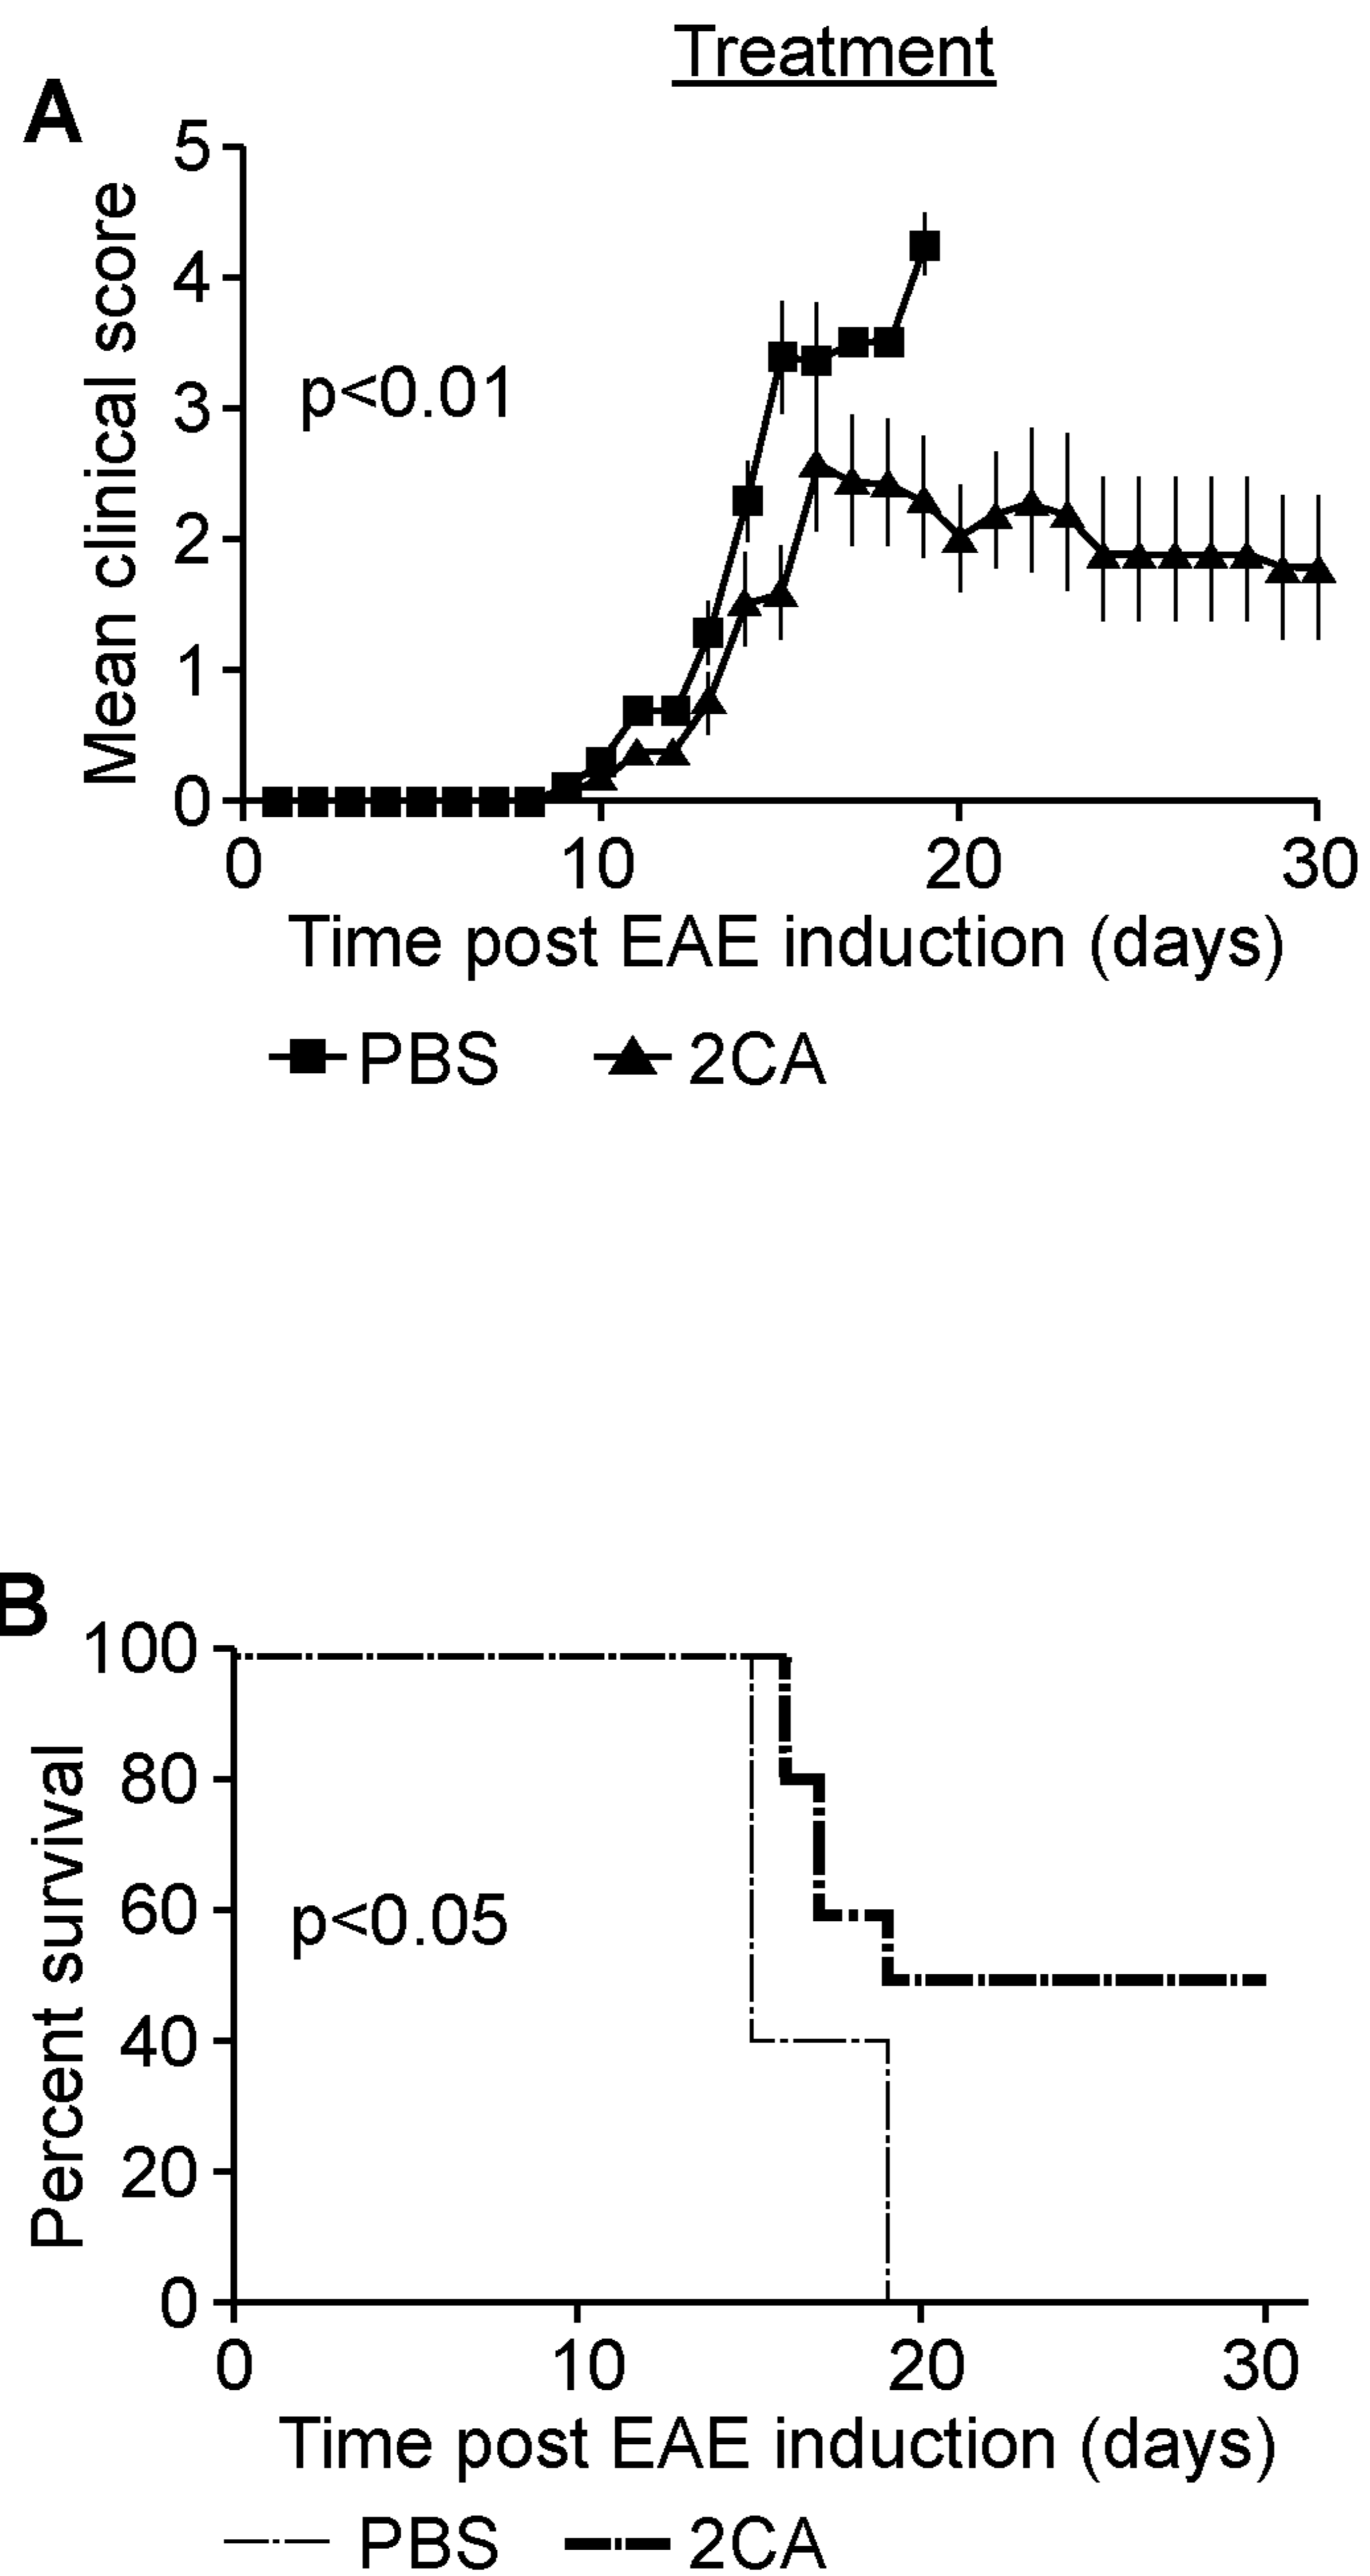 Treatment
A
5
4
3
2
1
0
Mean clinical score
p<0.01
0 10 20 30
Time post EAE induction (days)
PBS 2CA
B
100
80
60
40
20
0
Percent survival
p<0.05
0 10 20 30
Time post EAE induction (days)
PBS 2CA